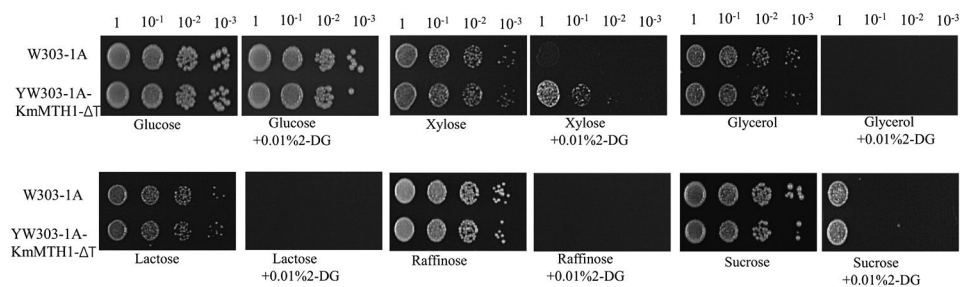 1 10⁻¹ 10⁻² 10⁻³ 1 10⁻¹ 10⁻² 10⁻³ 1 10⁻¹ 10⁻² 10⁻³ 1 10⁻¹ 10⁻² 10⁻³ 1 10⁻¹ 10⁻² 10⁻³ 1 10⁻¹ 10⁻² 10⁻³
W303-1A
YW303-1A-
KmMTH1-ΔT
Glucose
Glucose
+0.01%2-DG
Xylose
Xylose
+0.01%2-DG
Glycerol
Glycerol
+0.01%2-DG
W303-1A
YW303-1A-
KmMTH1-ΔT
Lactose
Lactose
+0.01%2-DG
Raffinose
Raffinose
+0.01%2-DG
Sucrose
Sucrose
+0.01%2-DG